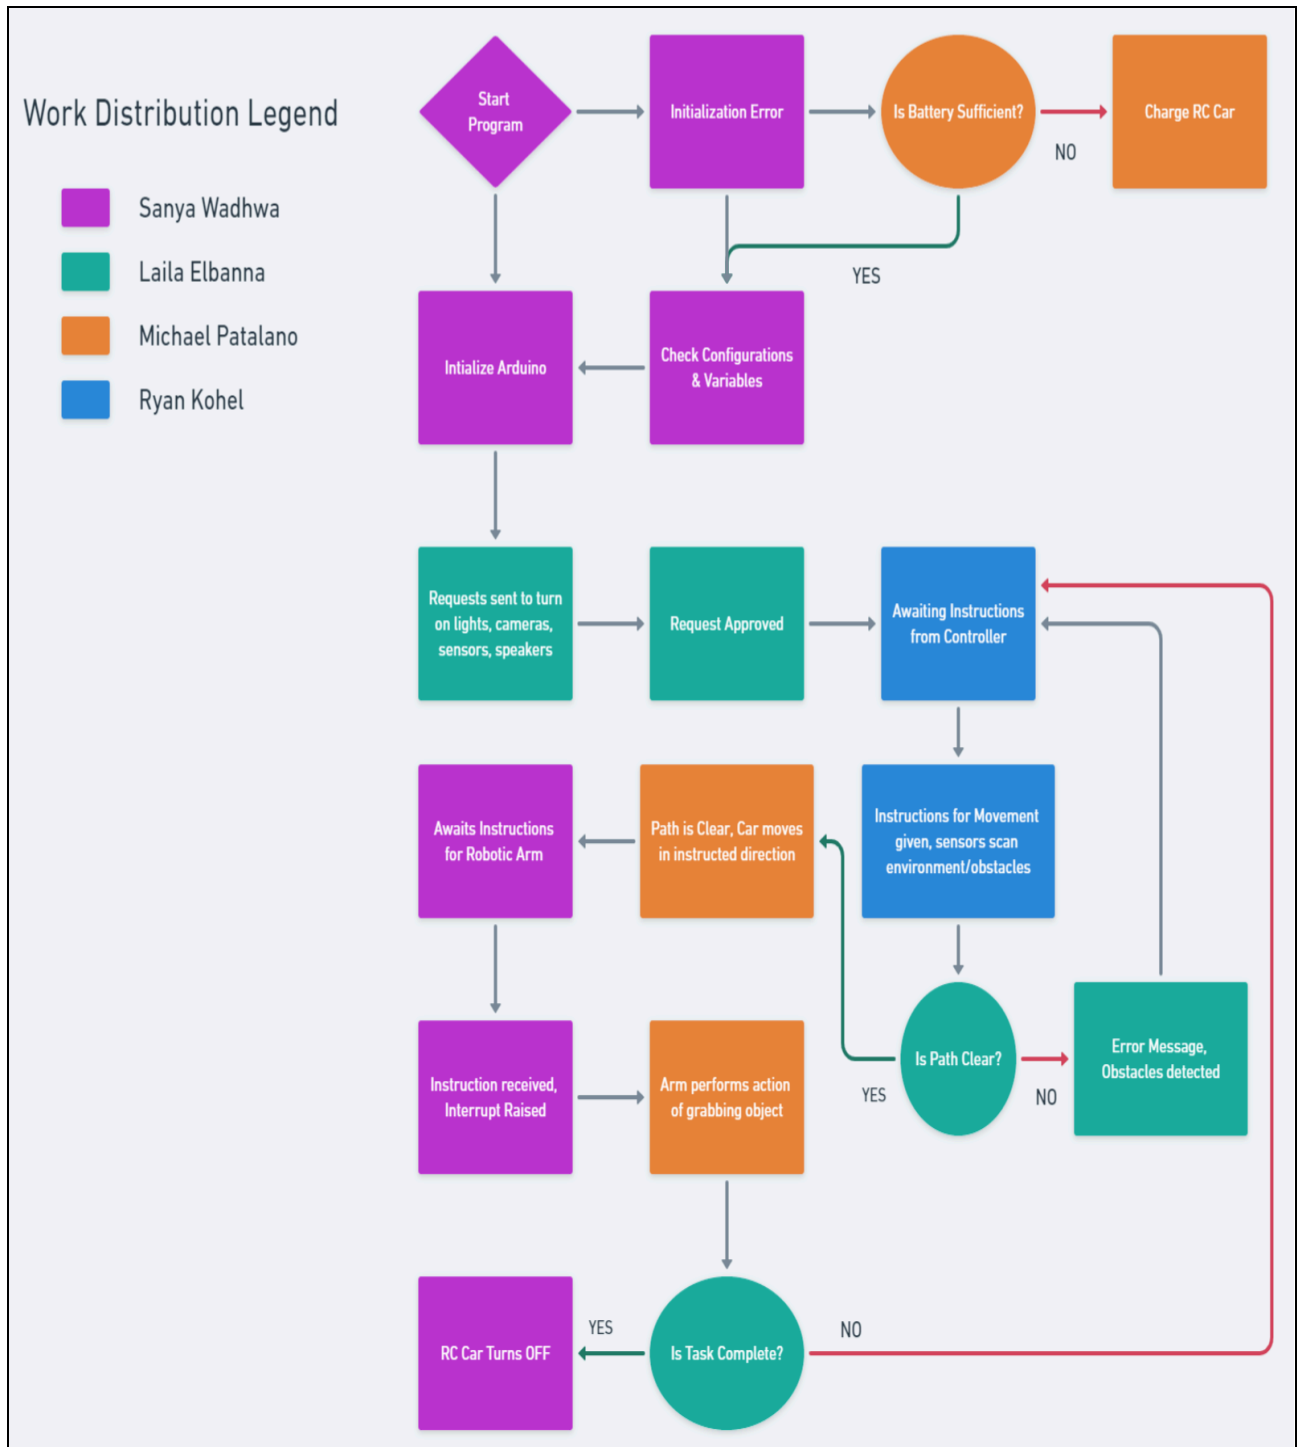 Work Distribution Legend
Sanya Wadhwa
Laila Elbanna
Michael Patalano
Ryan Kohel
Start
Program
Initialization Error
Is Battery Sufficient?
NO
Charge RC Car
YES
Intialize Arduino
Check Configurations
& Variables
Requests sent to turn
on lights, cameras,
sensors, speakers
Request Approved
Awaiting Instructions
from Controller
Awaits Instructions
for Robotic Arm
Path is Clear, Car moves
in instructed direction
Instructions for Movement
given, sensors scan
environment/obstacles
Instruction received,
Interrupt Raised
Arm performs action
of grabbing object
YES
Is Path Clear?
NO
Error Message,
Obstacles detected
RC Car Turns OFF
YES
Is Task Complete?
NO